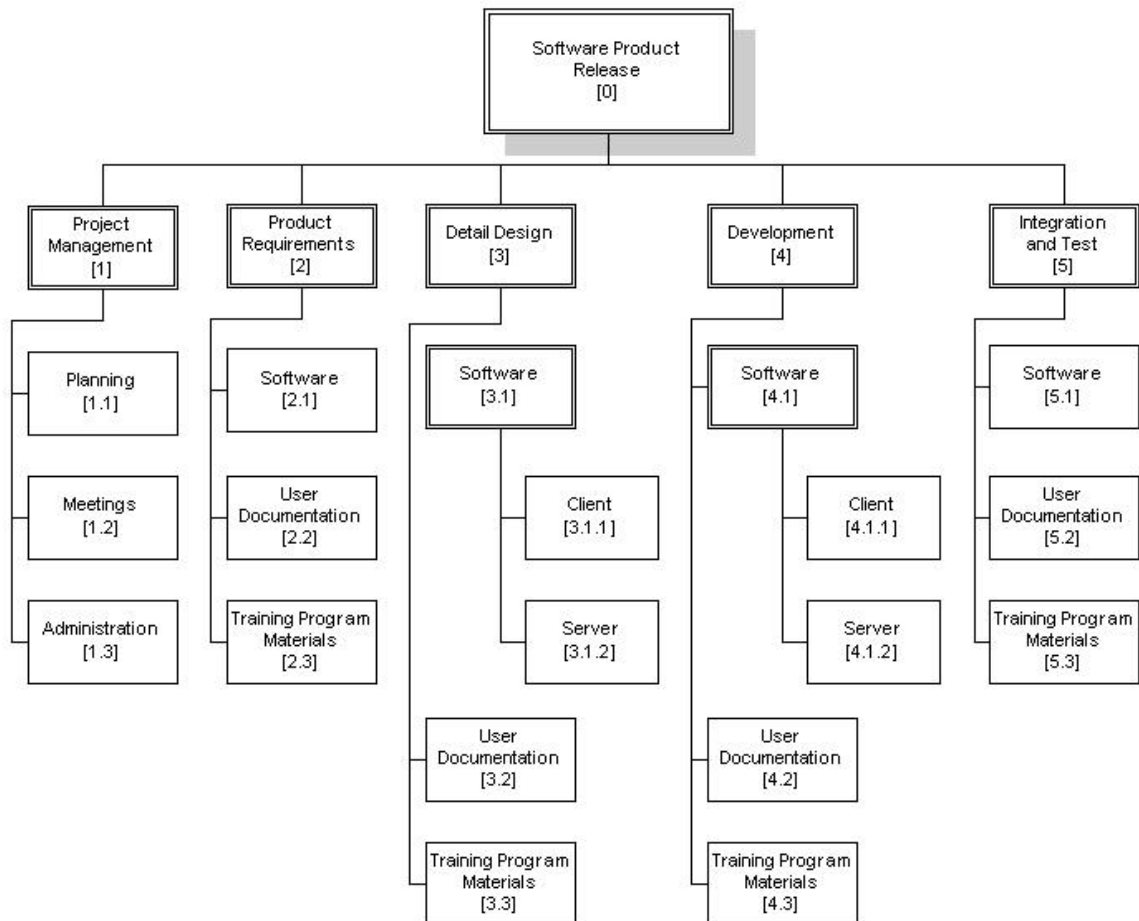 Software Product
Release
[0]
Project
Management
[1]
Product
Requirements
[2]
Detail Design
[3]
Development
[4]
Integration
and Test
[5]
Planning
[1.1]
Meetings
[1.2]
Administration
[1.3]
Software
[2.1]
User
Documentation
[2.2]
Training Program
Materials
[2.3]
Software
[3.1]
Client
[3.1.1]
Server
[3.1.2]
User
Documentation
[3.2]
Training Program
Materials
[3.3]
Software
[4.1]
Client
[4.1.1]
Server
[4.1.2]
User
Documentation
[4.2]
Training Program
Materials
[4.3]
Software
[5.1]
User
Documentation
[5.2]
Training Program
Materials
[5.3]